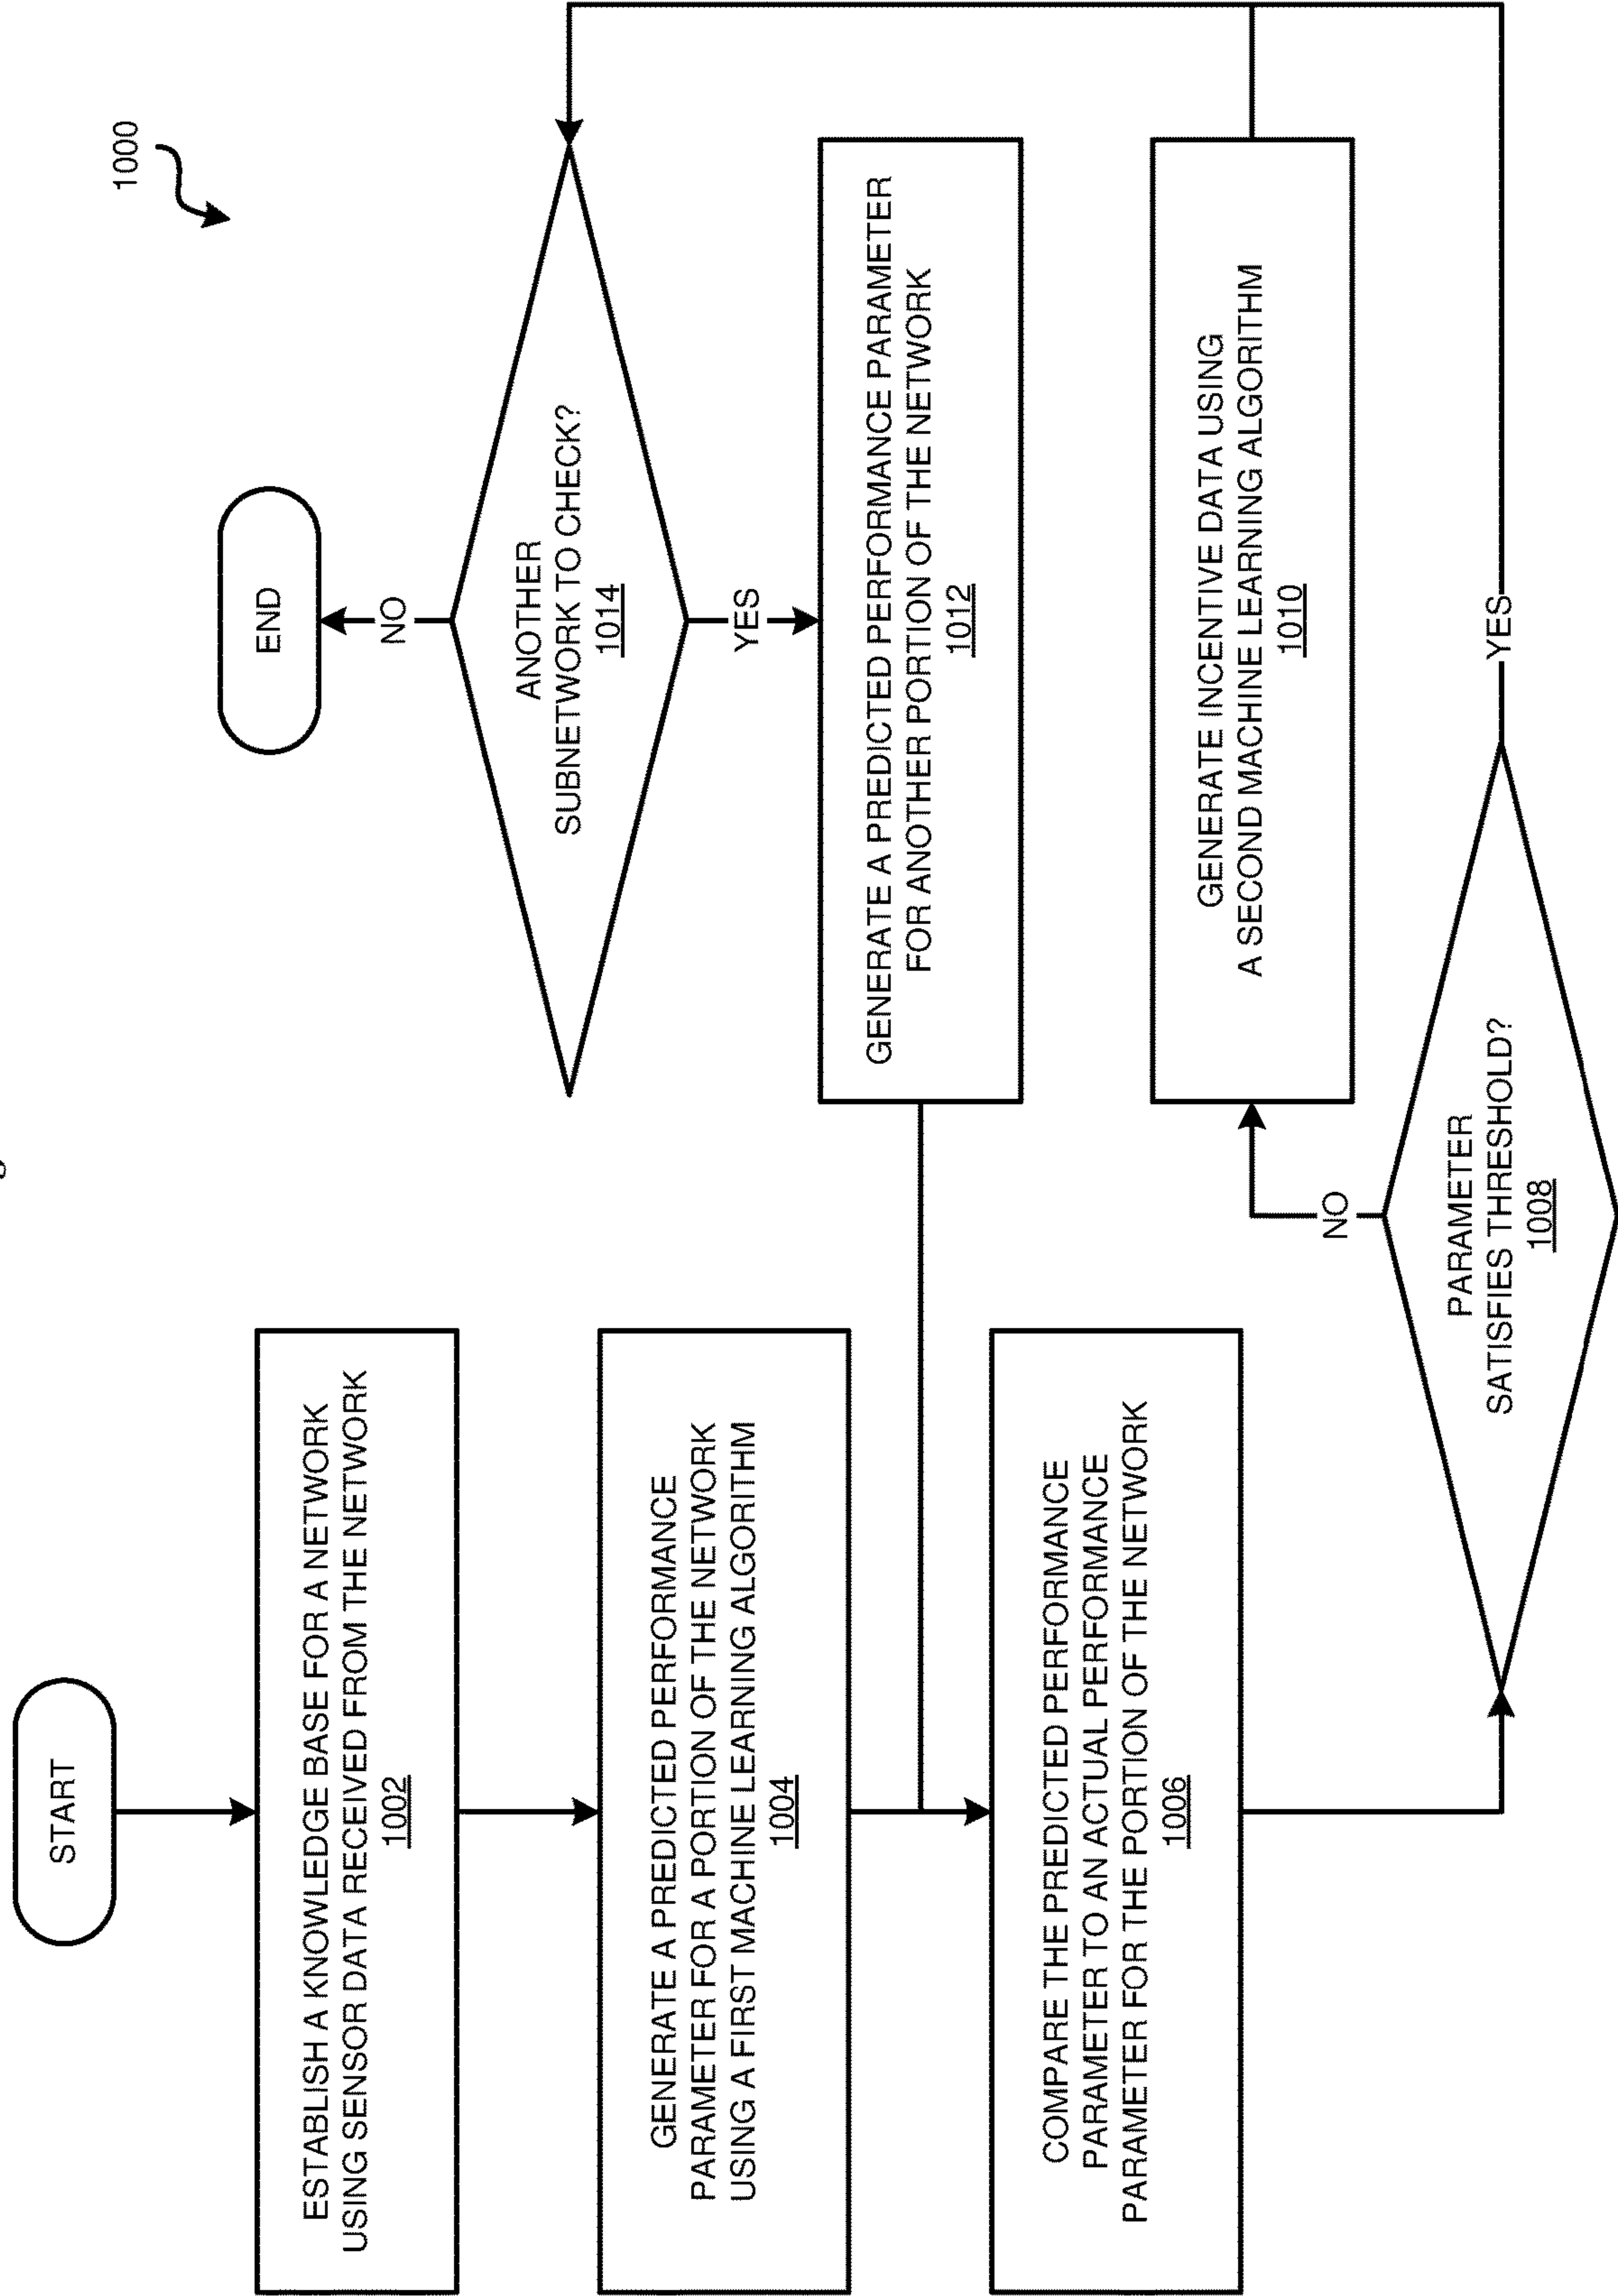 1000
START
ESTABLISH A KNOWLEDGE BASE FOR A NETWORK
USING SENSOR DATA RECEIVED FROM THE NETWORK
1002
GENERATE A PREDICTED PERFORMANCE
PARAMETER FOR A PORTION OF THE NETWORK
USING A FIRST MACHINE LEARNING ALGORITHM
1004
COMPARE THE PREDICTED PERFORMANCE
PARAMETER TO AN ACTUAL PERFORMANCE
PARAMETER FOR THE PORTION OF THE NETWORK
1006
PARAMETER
SATISFIES THRESHOLD?
1008
NO
YES
GENERATE INCENTIVE DATA USING
A SECOND MACHINE LEARNING ALGORITHM
1010
GENERATE A PREDICTED PERFORMANCE PARAMETER
FOR ANOTHER PORTION OF THE NETWORK
1012
YES
ANOTHER
SUBNETWORK TO CHECK?
1014
NO
END